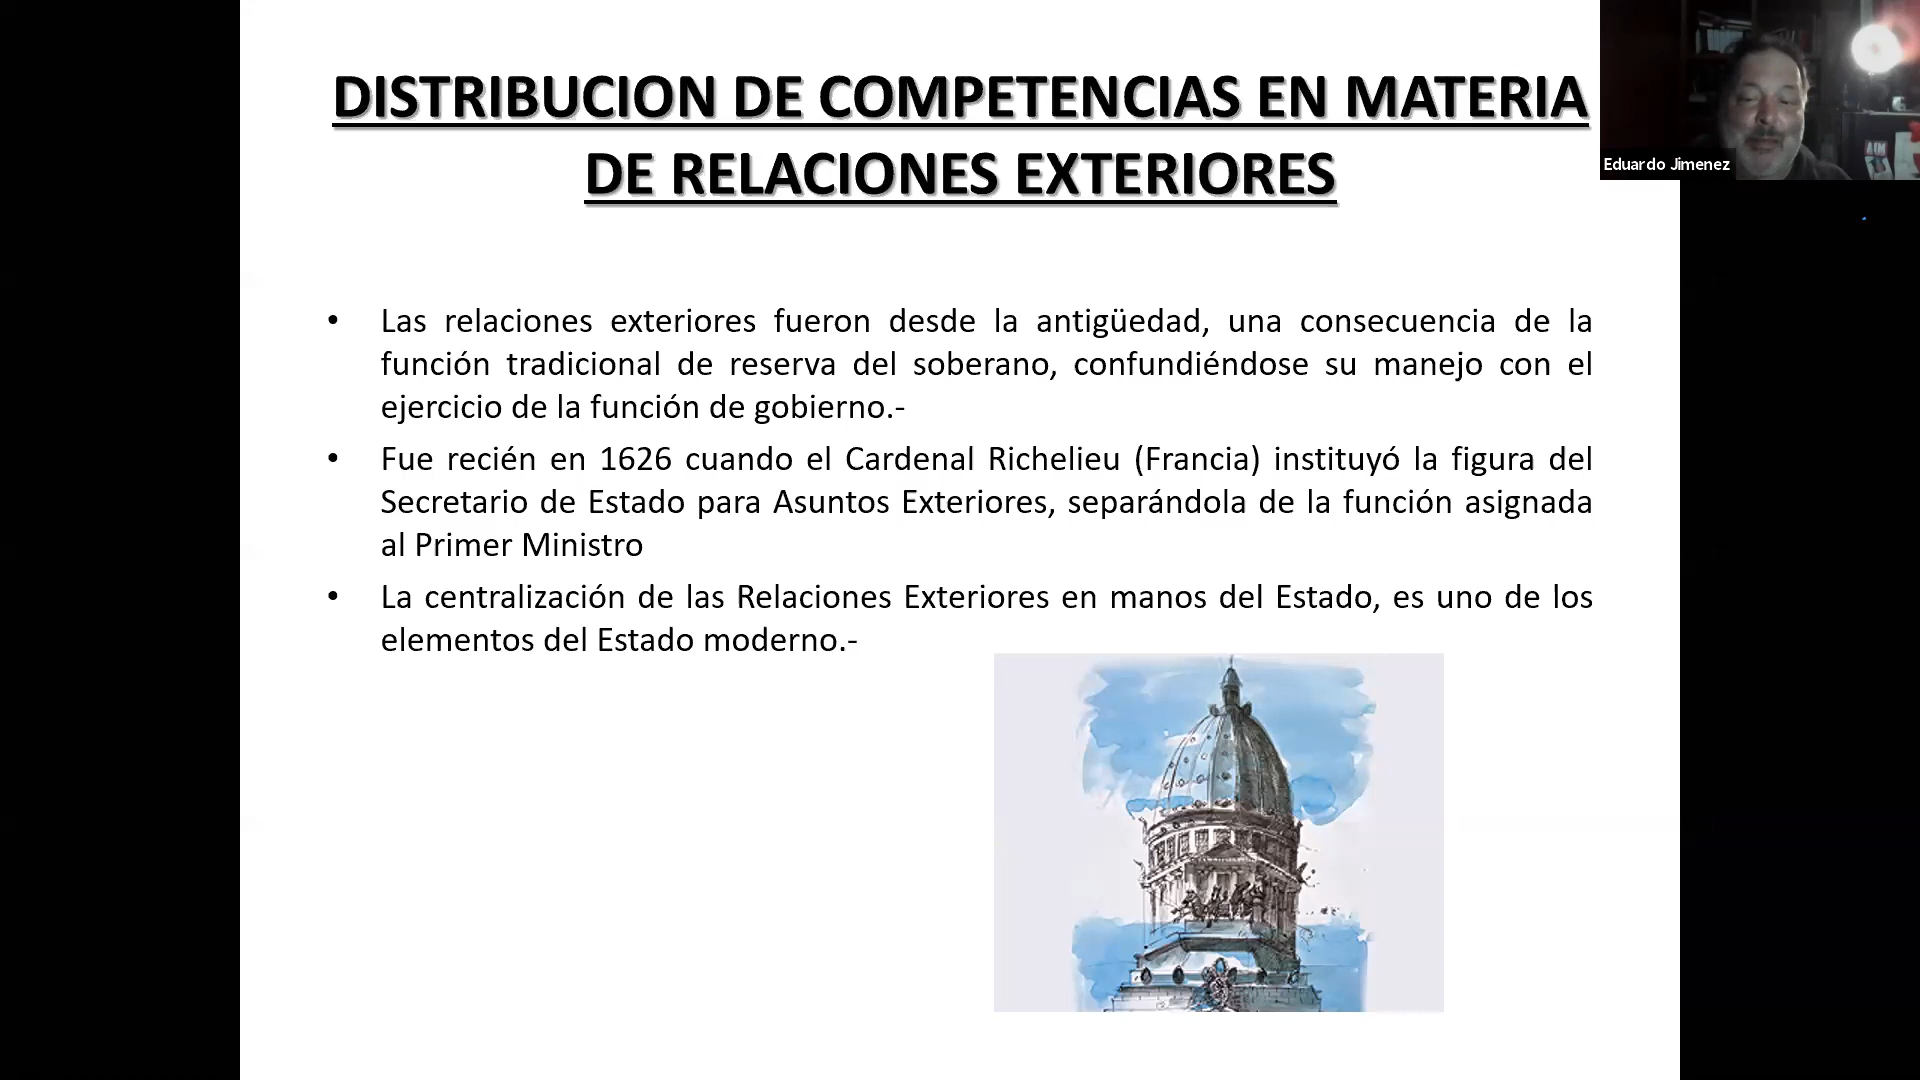 DISTRIBUCION DE COMPETENCIAS EN MATERIA
DE RELACIONES EXTERIORES
Eduardo Jimenez
AIM
• Las relaciones exteriores fueron desde la antigüedad, una consecuencia de la
función tradicional de reserva del soberano, confundiéndose su manejo con el
ejercicio de la función de gobierno.-
• Fue recién en 1626 cuando el Cardenal Richelieu (Francia) instituyó la figura del
Secretario de Estado para Asuntos Exteriores, separándola de la función asignada
al Primer Ministro
• La centralización de las Relaciones Exteriores en manos del Estado, es uno de los
elementos del Estado moderno.-